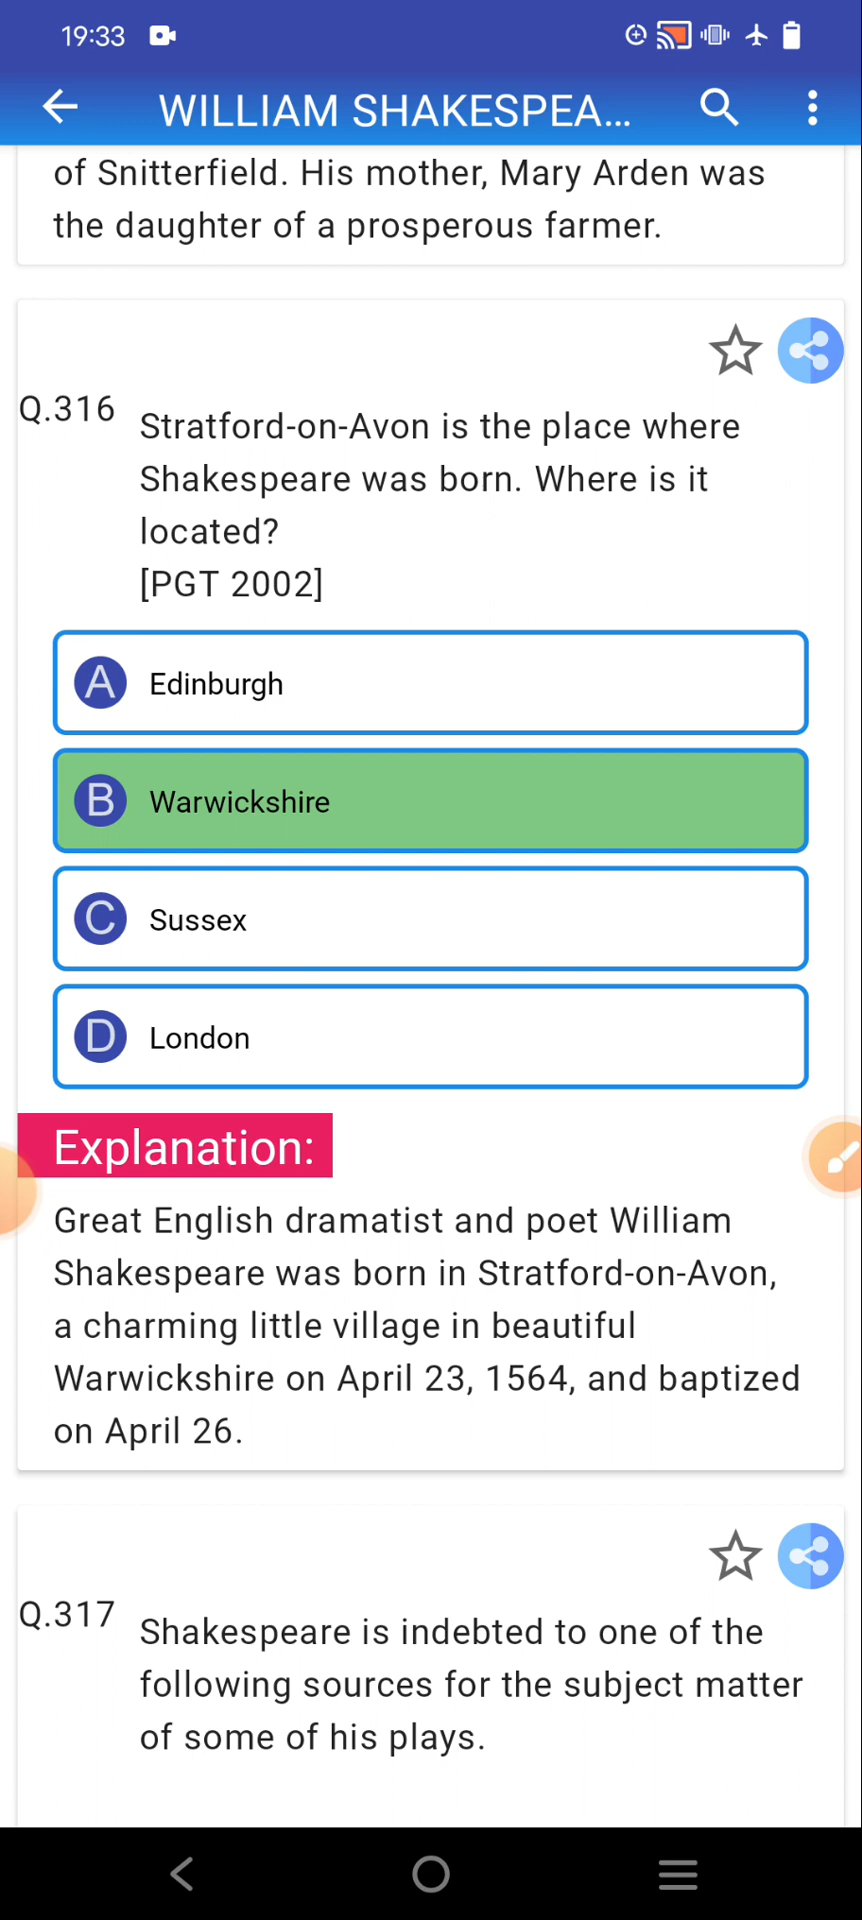 19:33
WILLIAM SHAKESPEA...
of Snitterfield. His mother, Mary Arden was
the daughter of a prosperous farmer.
Q.316
Stratford-on-Avon is the place where
Shakespeare was born. Where is it
located?
[PGT 2002]
A Edinburgh
B Warwickshire
C Sussex
D London
Explanation:
Great English dramatist and poet William
Shakespeare was born in Stratford-on-Avon,
a charming little village in beautiful
Warwickshire on April 23, 1564, and baptized
on April 26.
Q.317
Shakespeare is indebted to one of the
following sources for the subject matter
of some of his plays.